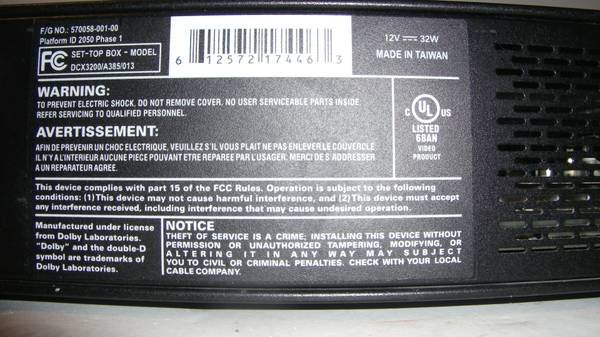 F/G NO.: 570058-001-00
Platform ID 2050 Phase 1
FC SET-TOP BOX - MODEL
DCX3200/A385/013
6 12572 17446 3
12V 32W
MADE IN TAIWAN
WARNING:
TO PREVENT ELECTRIC SHOCK, DO NOT REMOVE COVER. NO USER SERVICEABLE PARTS INSIDE.
REFER SERVICING TO QUALIFIED PERSONNEL.
AVERTISSEMENT:
AFIN DE PREVENIR UN CHOC ELECTRIQUE, VEUILLEZ S'IL VOUS PLAIT NE PAS ENLEVER LE COUVERCLE.
IL N'Y A L'INTERIEUR AUCUNE PIECE POUVANT ETRE REPAREE PAR L'USAGER. MERCI DE S'ADDRESSER
A UN REPARATEUR AGREE.
C UL US
LISTED
68AN
VIDEO
PRODUCT
This device complies with part 15 of the FCC Rules. Operation is subject to the following
conditions: (1) This device may not cause harmful interference, and (2) This device must accept
any interference received, including interference that may cause undesired operation.
Manufactured under license
from Dolby Laboratories.
"Dolby" and the double-D
symbol are trademarks of
Dolby Laboratories.
NOTICE
THEFT OF SERVICE IS A CRIME; INSTALLING THIS DEVICE WITHOUT
PERMISSION OR UNAUTHORIZED TAMPERING, MODIFYING, OR
ALTERING IT IN ANY WAY MAY SUBJECT
YOU TO CIVIL OR CRIMINAL PENALTIES. CHECK WITH YOUR LOCAL
CABLE COMPANY.